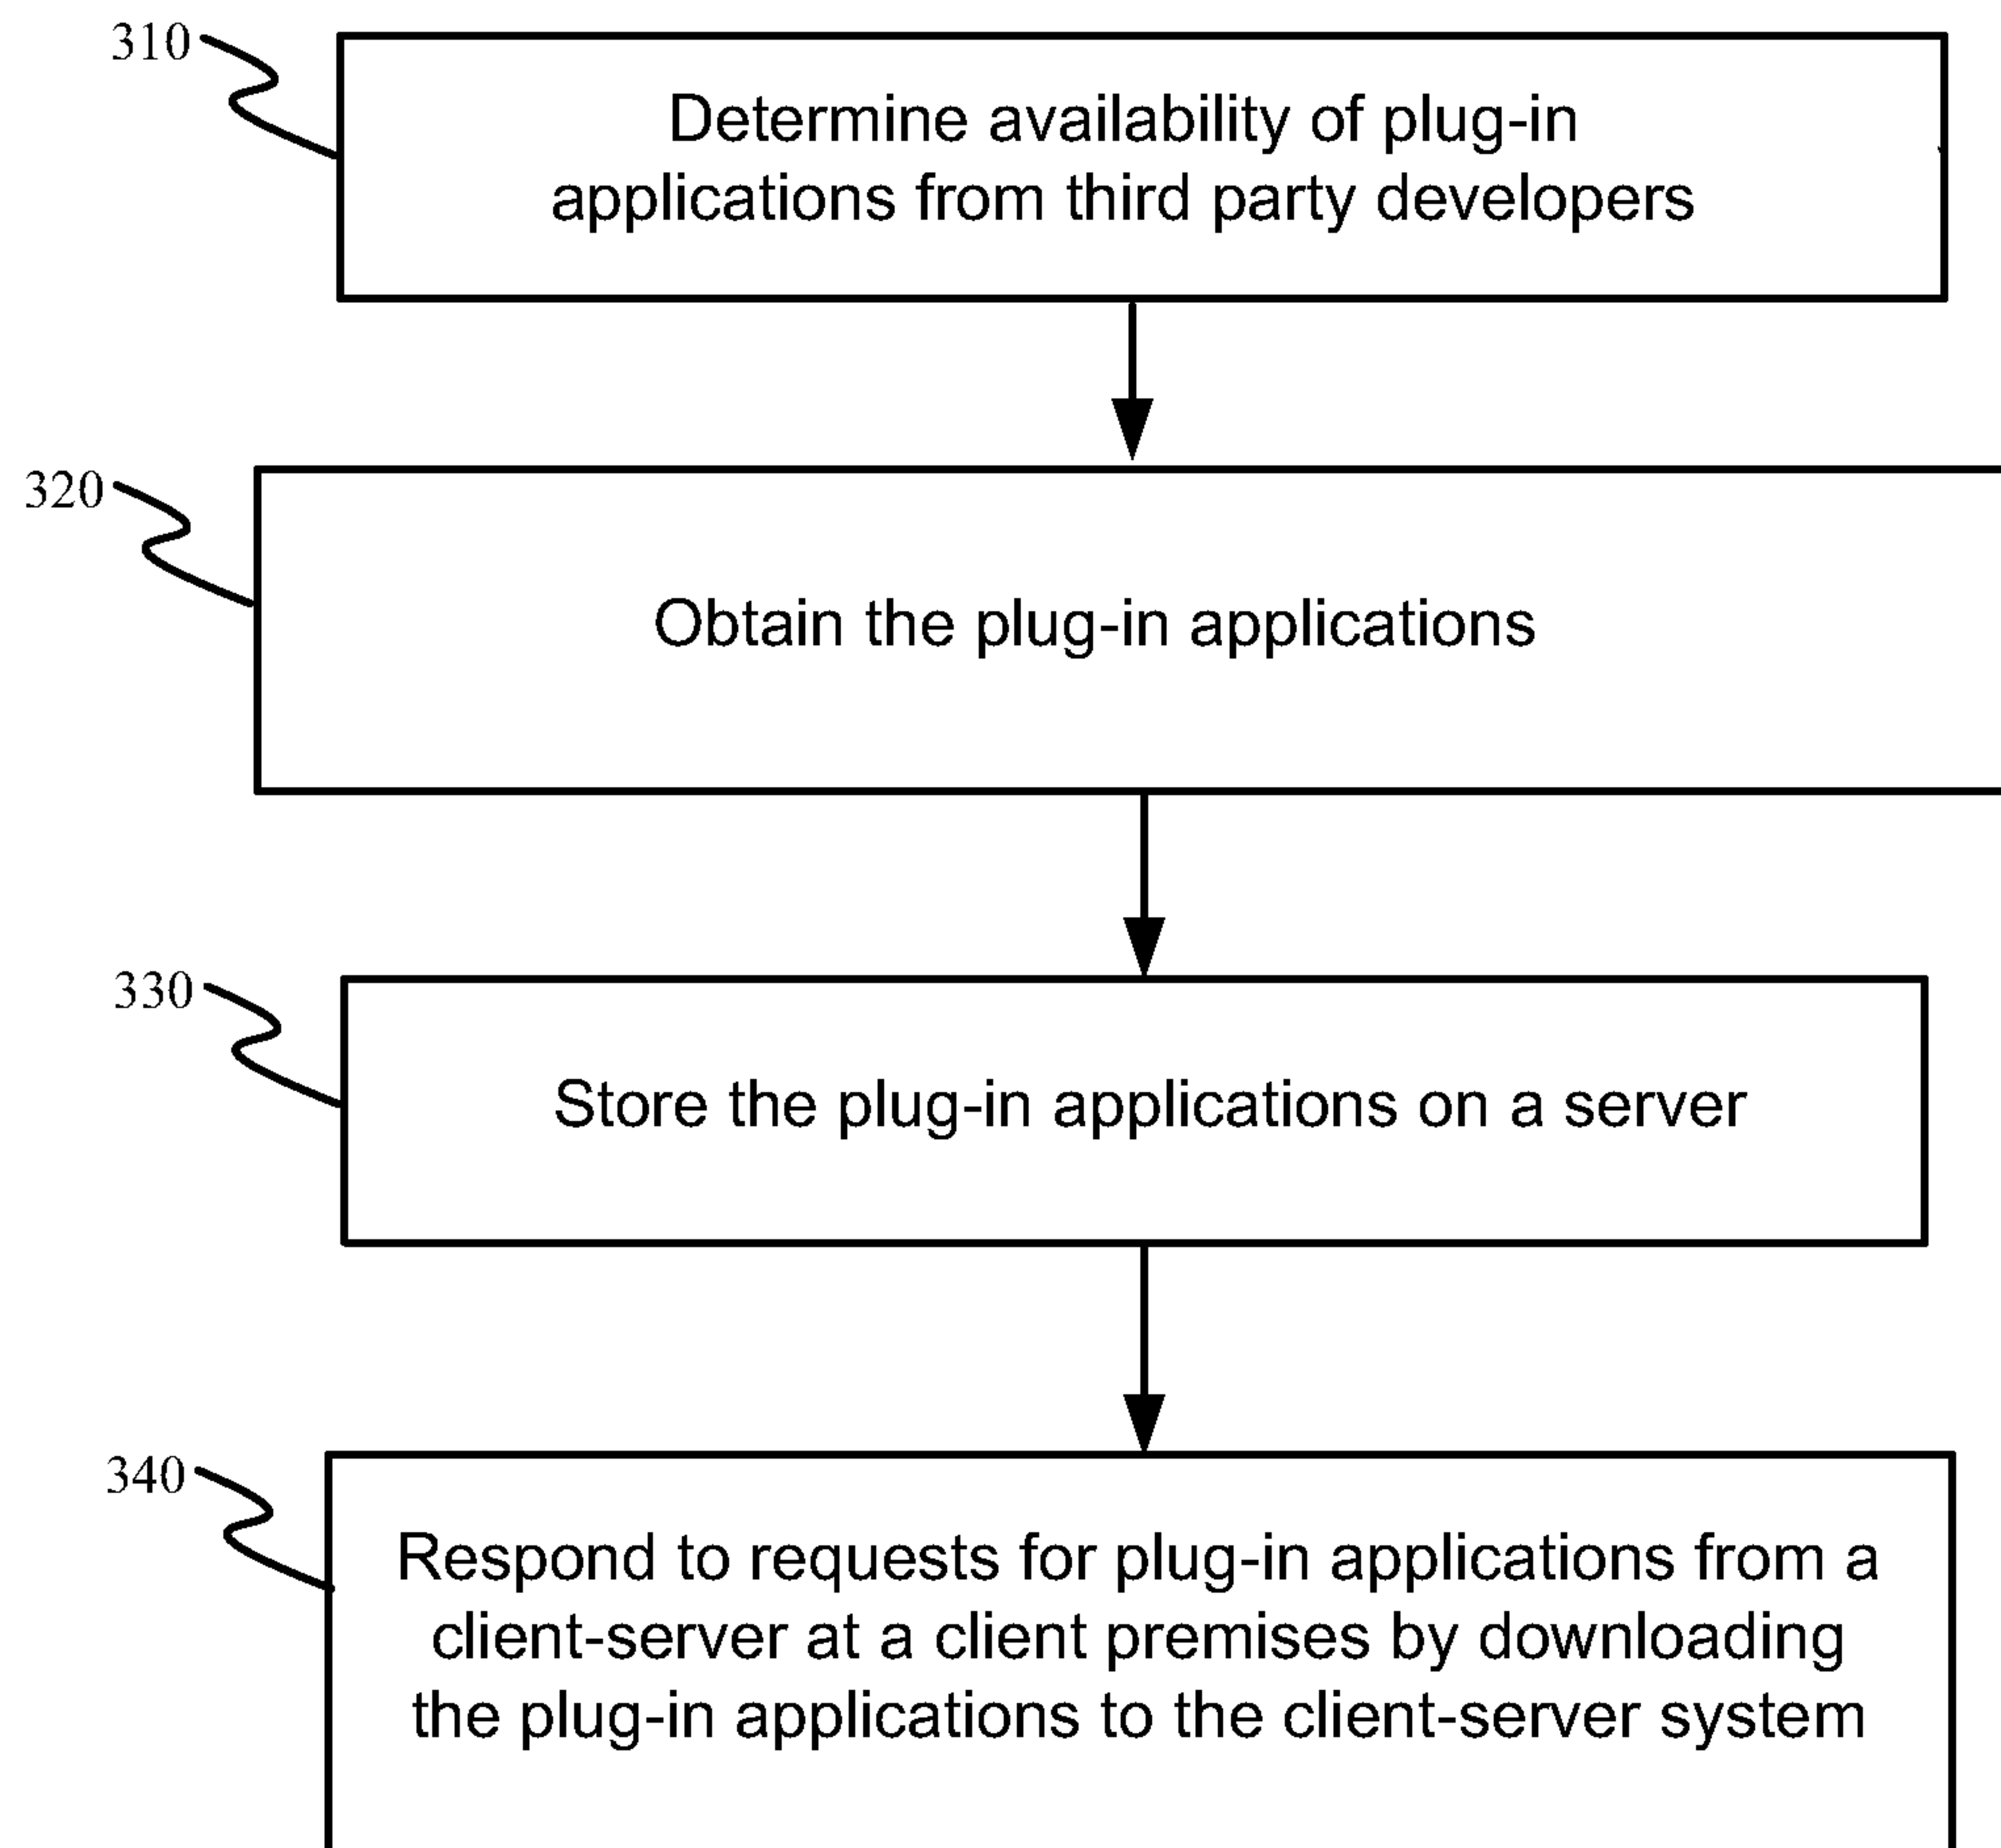 310
Determine availability of plug-in
applications from third party developers
320
Obtain the plug-in applications
330
Store the plug-in applications on a server
340
Respond to requests for plug-in applications from a
client-server at a client premises by downloading
the plug-in applications to the client-server system